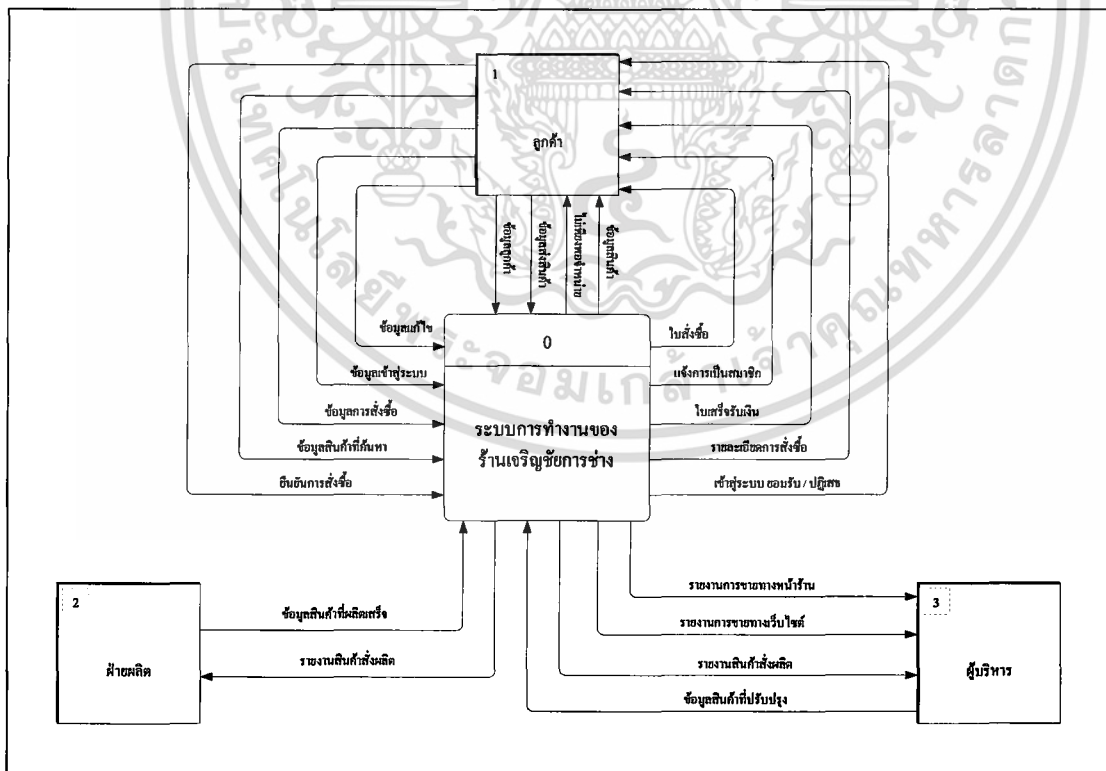 1
ลูกค้า
ข้อมูลลูกค้า
ข้อมูลส่งสินค้า
ข้อมูลสินค้า
ข้อมูลแก้ไข
ข้อมูลเข้าสู่ระบบ
ข้อมูลการสั่งซื้อ
ข้อมูลสินค้าที่ค้นหา
ยืนยันการสั่งซื้อ
0
ระบบการทำงานของ
ร้านเจริญชัยการช่าง
ใบสั่งซื้อ
แจ้งการเป็นสมาชิก
ใบเสร็จรับเงิน
รายละเอียดการสั่งซื้อ
เข้าสู่ระบบ ยอมรับ / ปฏิเสธ
2
ฝ่ายผลิต
ข้อมูลสินค้าที่ผลิตเสร็จ
รายงานสินค้าสั่งผลิต
รายงานการขายทางหน้าร้าน
รายงานการขายทางเว็บไซต์
รายงานสินค้าสั่งผลิต
ข้อมูลสินค้าที่ปรับปรุง
3
ผู้บริหาร